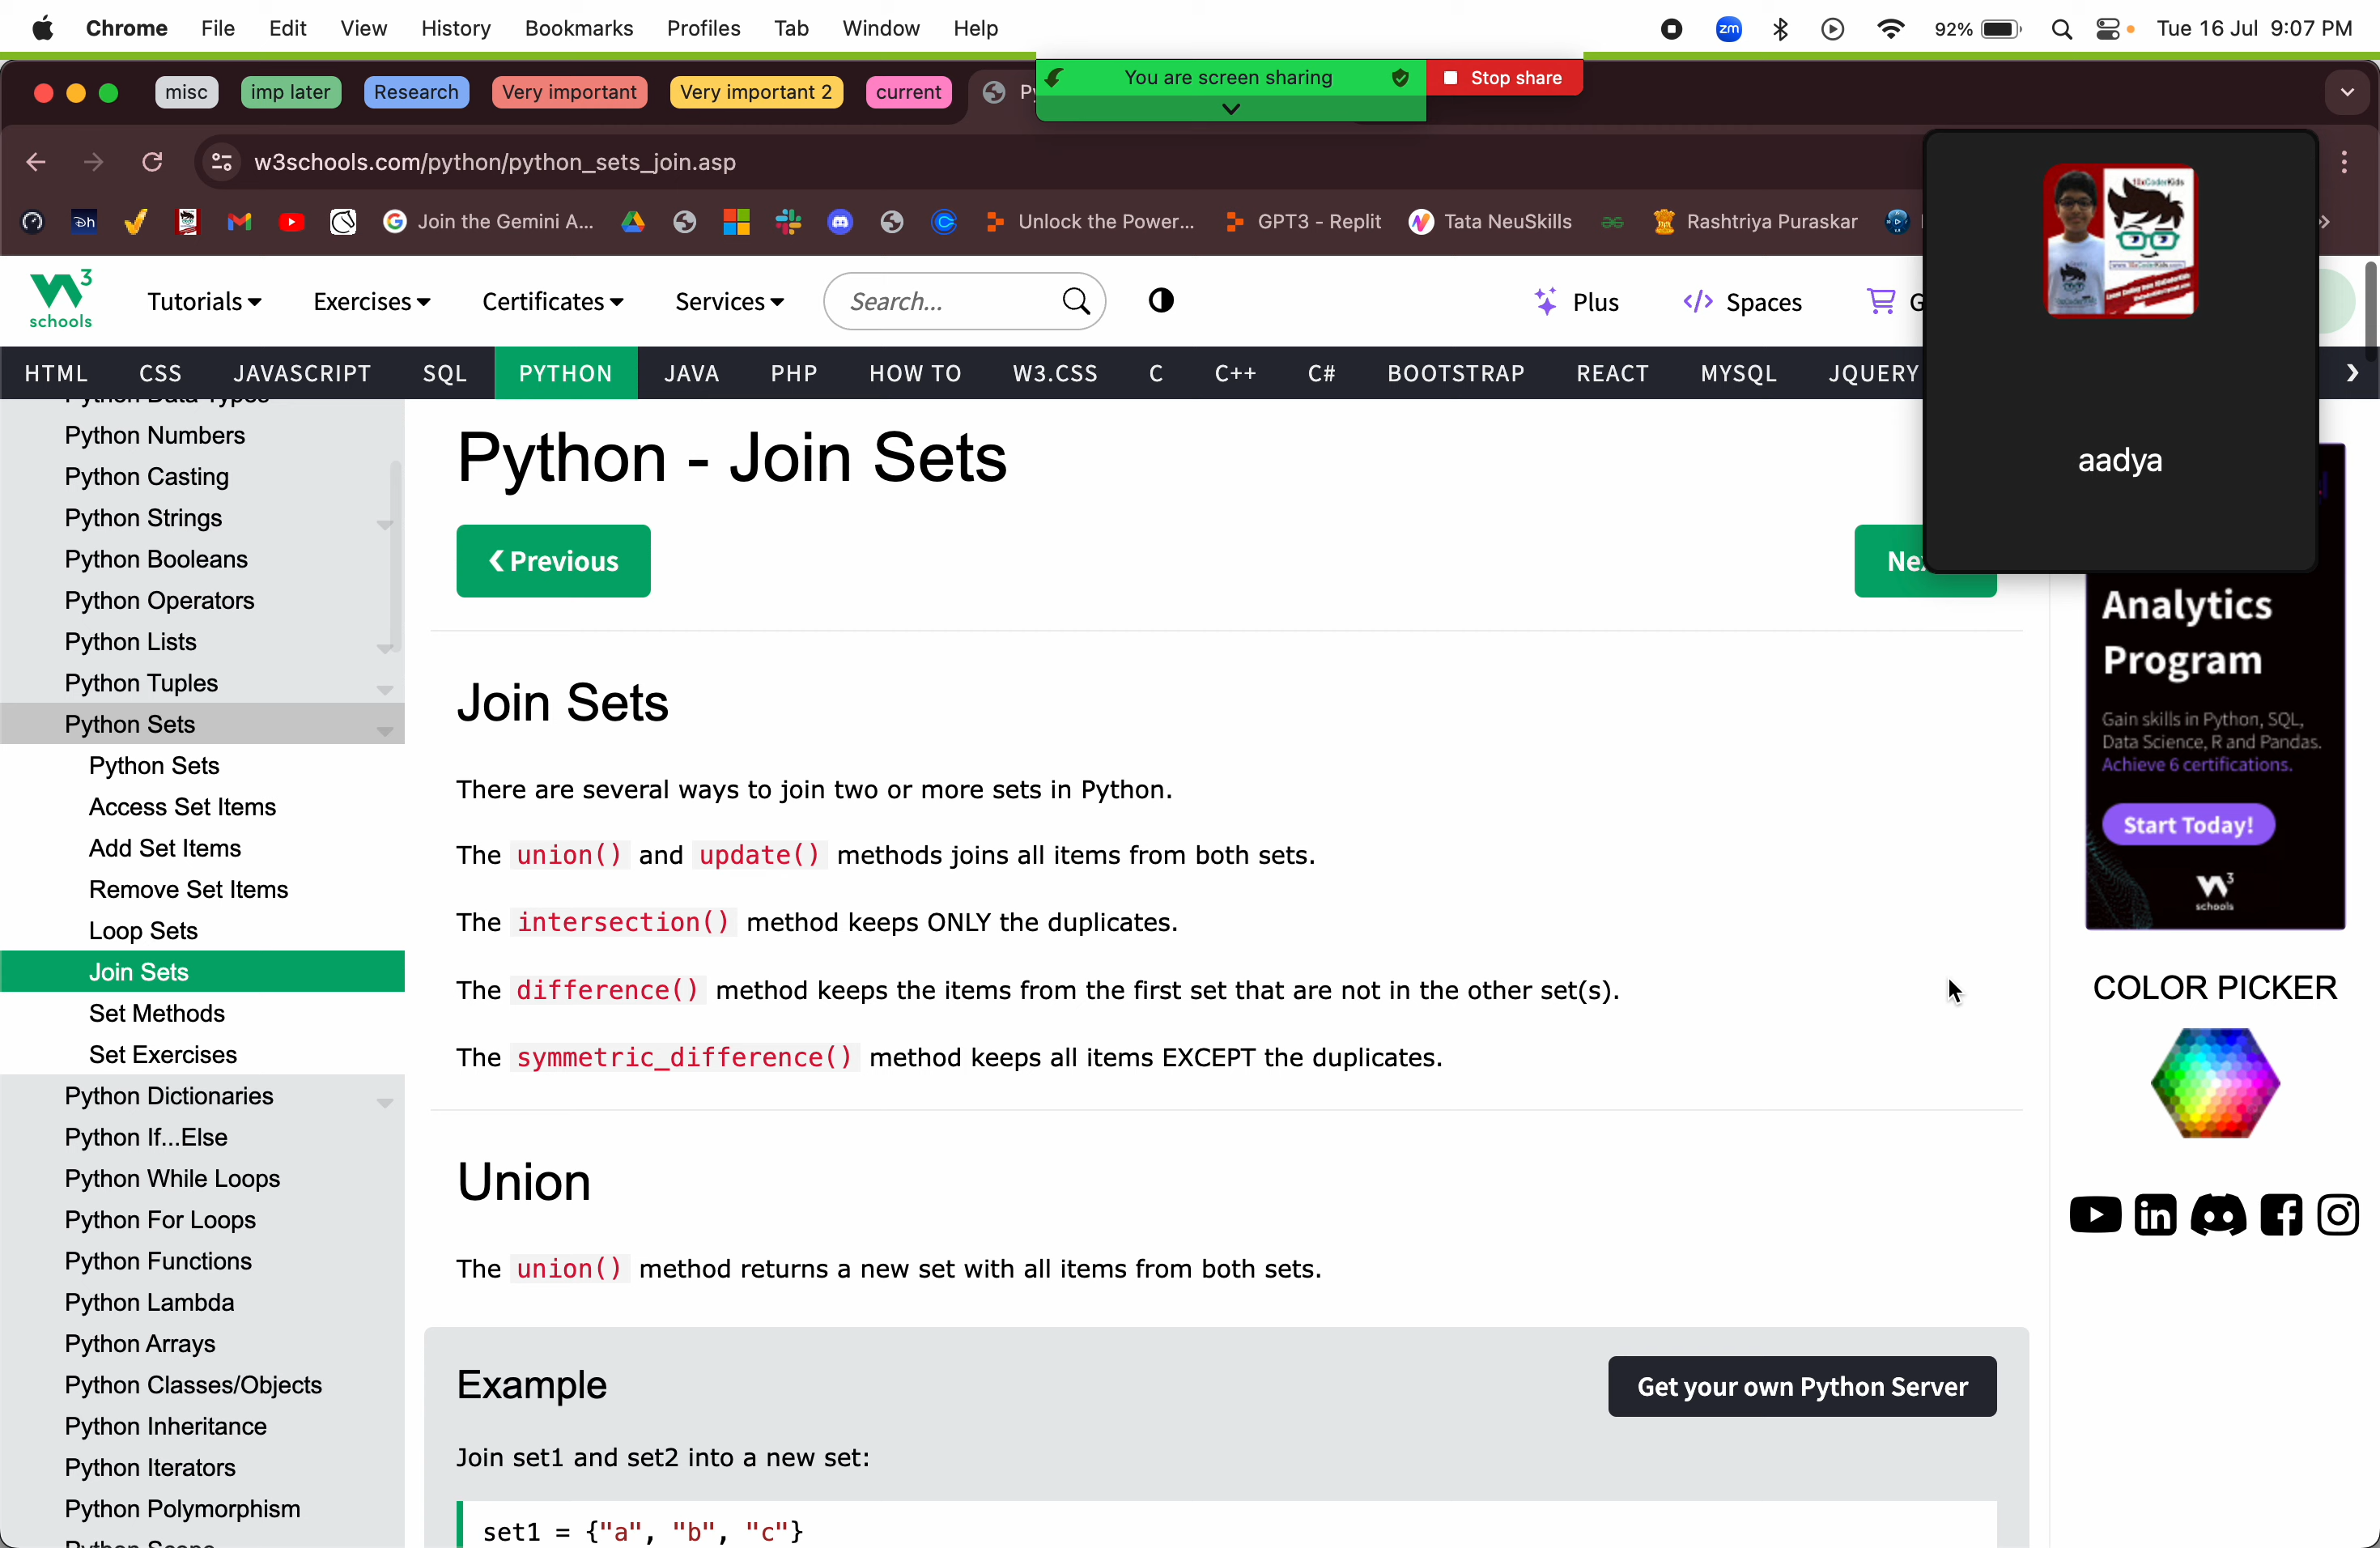 Chrome File Edit View History Bookmarks Profiles Tab Window Help
zm 92% Tue 16 Jul 9:07 PM
You are screen sharing Stop share
misc imp later Research Very important Very important 2 current
w3schools.com/python/python_sets_join.asp
Join the Gemini A... Unlock the Power... GPT3 - Replit Tata NeuSkills Rashtriya Puraskar
schools Tutorials Exercises Certificates Services Search... Plus Spaces
HTML CSS JAVASCRIPT SQL PYTHON JAVA PHP HOW TO W3.CSS C C++ C# BOOTSTRAP REACT MYSQL JQUERY
aadya
Python Numbers
Python Casting
Python Strings
Python Booleans
Python Operators
Python Lists
Python Tuples
Python Sets
Python Sets
Access Set Items
Add Set Items
Remove Set Items
Loop Sets
Join Sets
Set Methods
Set Exercises
Python Dictionaries
Python If...Else
Python While Loops
Python For Loops
Python Functions
Python Lambda
Python Arrays
Python Classes/Objects
Python Inheritance
Python Iterators
Python Polymorphism
Python - Join Sets
❮ Previous
Join Sets
There are several ways to join two or more sets in Python.
The union() and update() methods joins all items from both sets.
The intersection() method keeps ONLY the duplicates.
The difference() method keeps the items from the first set that are not in the other set(s).
The symmetric_difference() method keeps all items EXCEPT the duplicates.
Union
The union() method returns a new set with all items from both sets.
Example
Get your own Python Server
Join set1 and set2 into a new set:
set1 = {"a", "b", "c"}
Analytics
Program
Gain skills in Python, SQL,
Data Science, R and Pandas.
Achieve 6 certifications.
Start Today!
schools
COLOR PICKER